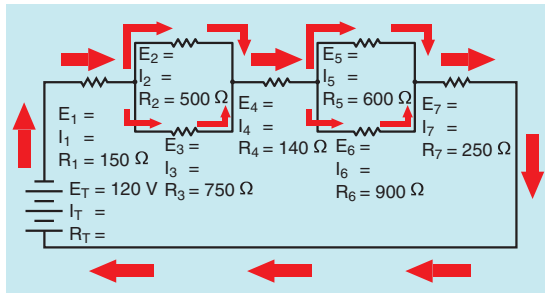 E2 =
I2 =
R2 = 500 Ω
E5 =
I5 =
R5 = 600 Ω
E1 =
I1 =
R1 = 150 Ω
E3 =
I3 =
R3 = 750 Ω
E4 =
I4 =
R4 = 140 Ω
E6 =
I6 =
R6 = 900 Ω
E7 =
I7 =
R7 = 250 Ω
ET = 120 V
IT =
RT =